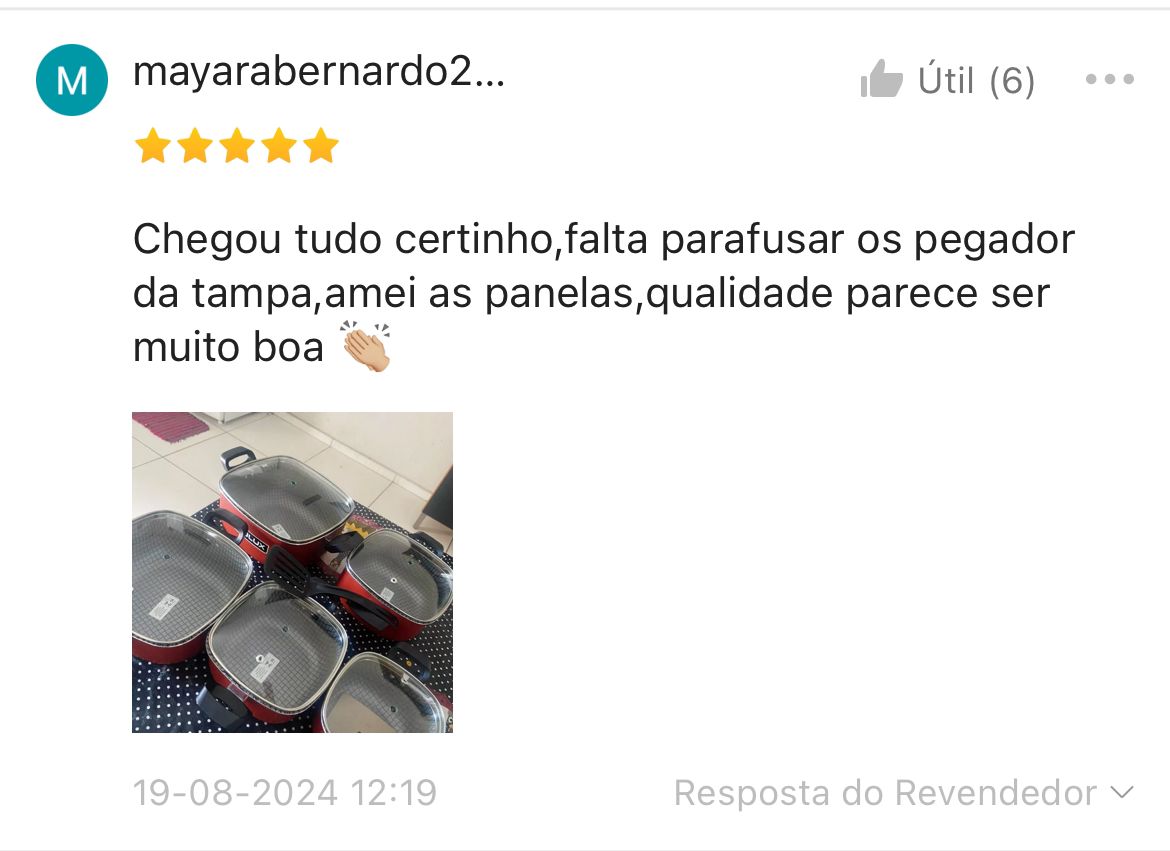 M
mayarabernardo2...
Útil (6)
Chegou tudo certinho,falta parafusar os pegador
da tampa,amei as panelas,qualidade parece ser
muito boa 👏🏼
19-08-2024 12:19
Resposta do Revendedor